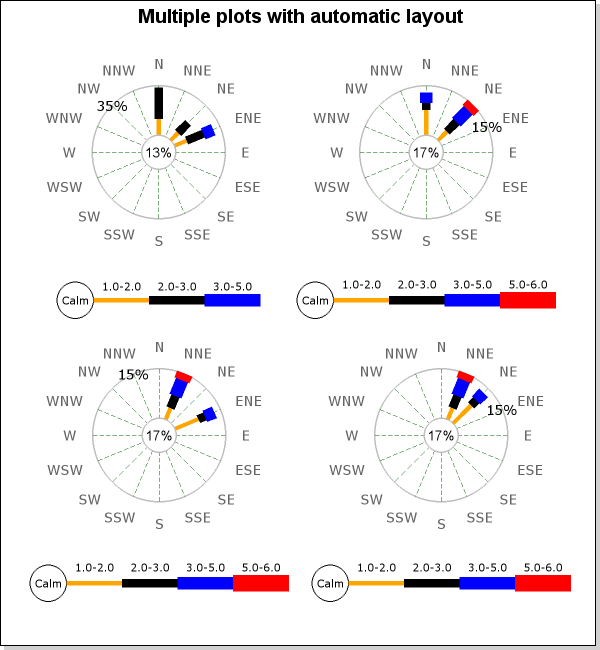 Multiple plots with automatic layout
N
NNW NNE
NW NE
35%
WNW ENE
W 13% E
WSW ESE
SW SE
SSW SSE
S
1.0-2.0 2.0-3.0 3.0-5.0
Calm
N
NNW NNE
NW NE
WNW ENE
15%
W 17% E
WSW ESE
SW SE
SSW SSE
S
1.0-2.0 2.0-3.0 3.0-5.0 5.0-6.0
Calm
N
NNW NNE
NW NE
15%
WNW ENE
W 17% E
WSW ESE
SW SE
SSW SSE
S
1.0-2.0 2.0-3.0 3.0-5.0 5.0-6.0
Calm
N
NNW NNE
NW NE
WNW ENE
15%
W 17% E
WSW ESE
SW SE
SSW SSE
S
1.0-2.0 2.0-3.0 3.0-5.0 5.0-6.0
Calm